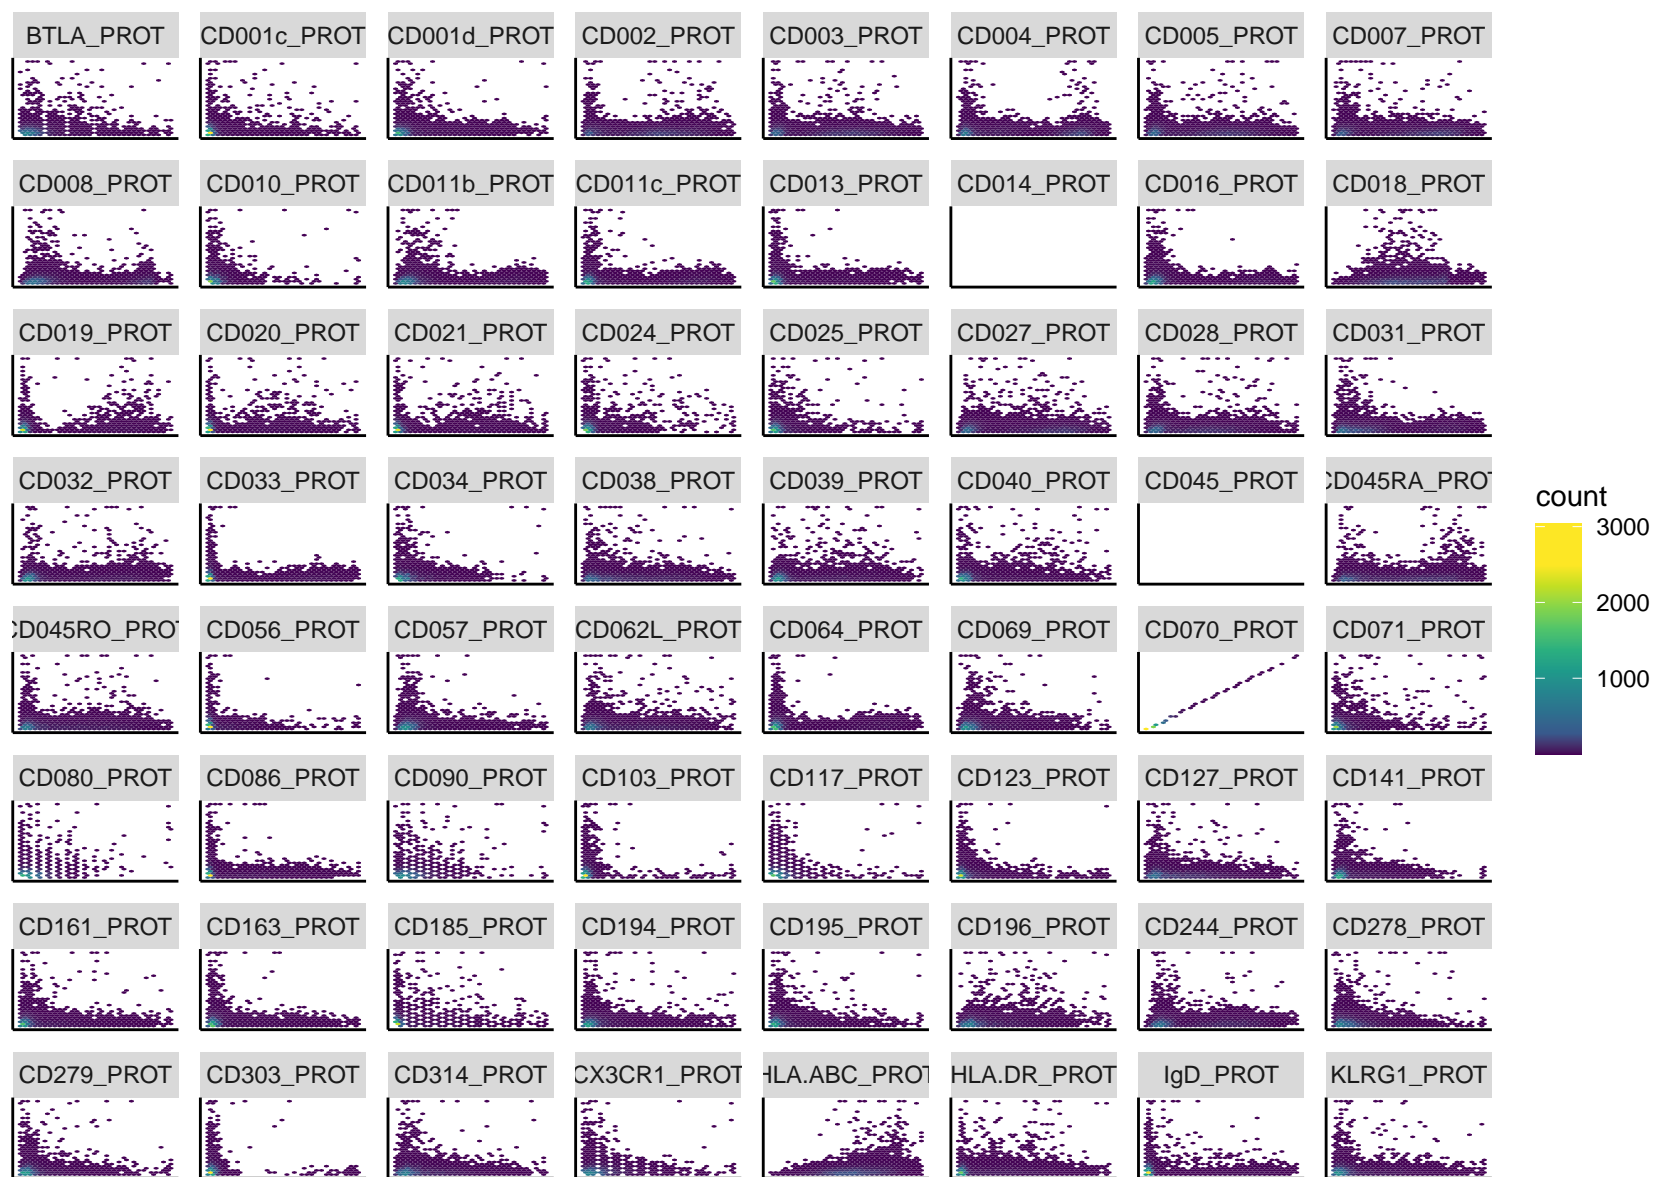 BTLA_PROT CD001c_PROT CD001d_PROT CD002_PROT CD003_PROT CD004_PROT CD005_PROT CD007_PROT
CD008_PROT CD010_PROT CD011b_PROT CD011c_PROT CD013_PROT CD014_PROT CD016_PROT CD018_PROT
CD019_PROT CD020_PROT CD021_PROT CD024_PROT CD025_PROT CD027_PROT CD028_PROT CD031_PROT
CD032_PROT CD033_PROT CD034_PROT CD038_PROT CD039_PROT CD040_PROT CD045_PROT CD045RA_PROT
count
3000
2000
1000
CD045RO_PROT CD056_PROT CD057_PROT CD062L_PROT CD064_PROT CD069_PROT CD070_PROT CD071_PROT
CD080_PROT CD086_PROT CD090_PROT CD103_PROT CD117_PROT CD123_PROT CD127_PROT CD141_PROT
CD161_PROT CD163_PROT CD185_PROT CD194_PROT CD195_PROT CD196_PROT CD244_PROT CD278_PROT
CD279_PROT CD303_PROT CD314_PROT CX3CR1_PROT HLA.ABC_PROT HLA.DR_PROT IgD_PROT KLRG1_PROT